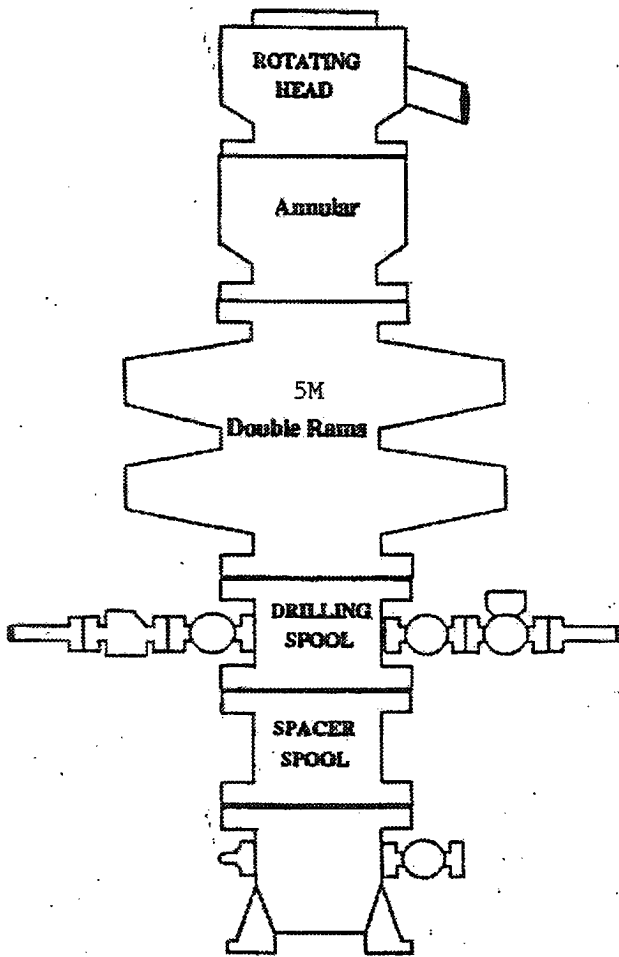 ROTATING
HEAD
Annular
5M
Double Rams
DRILLING
SPOOL
SPACER
SPOOL